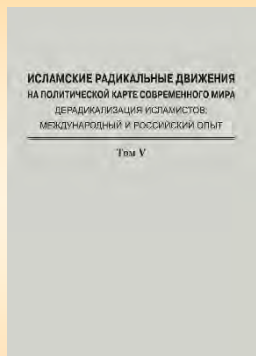 ИСЛАМСКИЕ РАДИКАЛЬНЫЕ ДВИЖЕНИЯ
НА ПОЛИТИЧЕСКОЙ КАРТЕ СОВРЕМЕННОГО МИРА
ДЕРАДИКАЛИЗАЦИЯ ИСЛАМИСТОВ:
МЕЖДУНАРОДНЫЙ И РОССИЙСКИЙ ОПЫТ
Том V